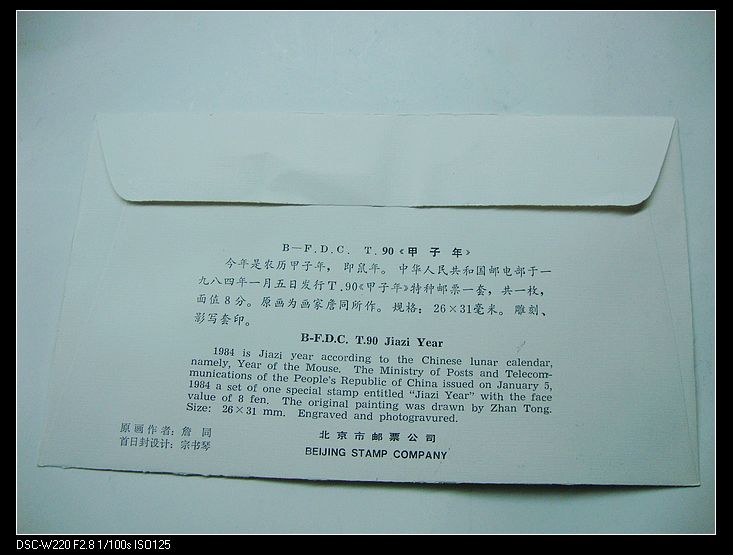 B—F.D.C. T.90《甲子年》
今年是农历甲子年，即鼠年。中华人民共和国邮电部于一
九八四年一月五日发行T.90《甲子年》特种邮票一套，共一枚，
面值8分。原画为画家詹同所作。规格：26×31毫米。雕刻、
影写套印。
B-F.D.C. T.90 Jiazi Year
1984 is Jiazi year according to the Chinese lunar calendar,
namely, Year of the Mouse. The Ministry of Posts and Telecom-
munications of the People's Republic of China issued on January 5,
1984 a set of one special stamp entitled "Jiazi Year" with the face
value of 8 fen. The original painting was drawn by Zhan Tong.
Size: 26×31 mm. Engraved and photogravured.
原画作者：詹 同
首日封设计：宗书琴
北京市邮票公司
BEIJING STAMP COMPANY
DSC-W220 F2.8 1/100s ISO125